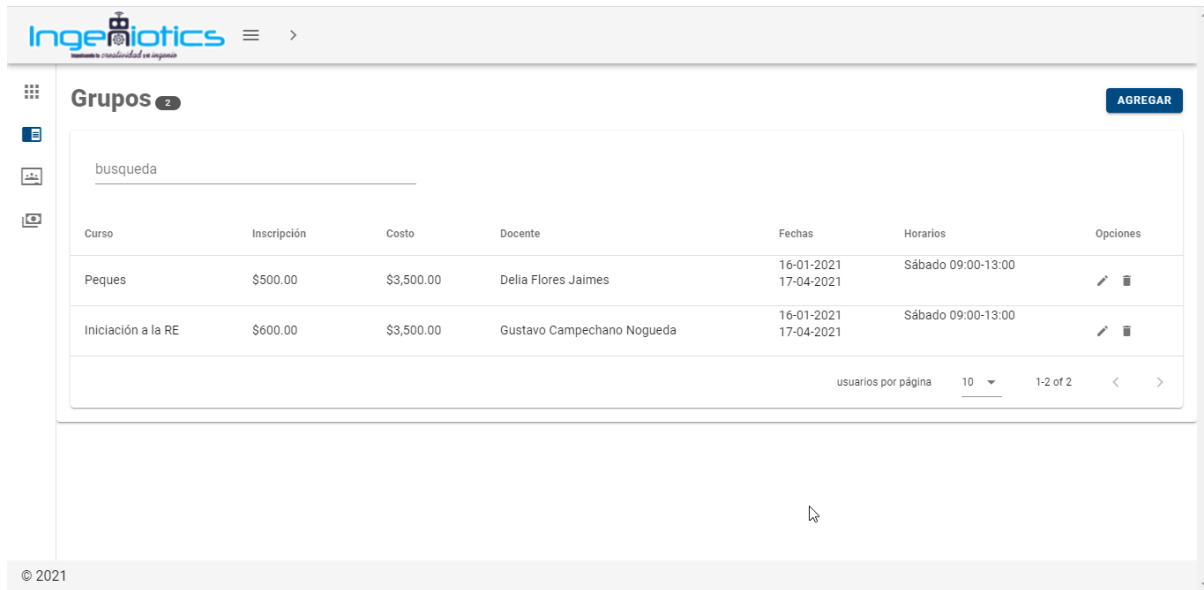 Ingeniotics
creatividad en ingenio
Grupos 2
AGREGAR
busqueda
Curso Inscripción Costo Docente Fechas Horarios Opciones
Peques $500.00 $3,500.00 Delia Flores Jaimes 16-01-2021 Sábado 09:00-13:00
17-04-2021
Iniciación a la RE $600.00 $3,500.00 Gustavo Campechano Nogueda 16-01-2021 Sábado 09:00-13:00
17-04-2021
usuarios por página 10 1-2 of 2
© 2021